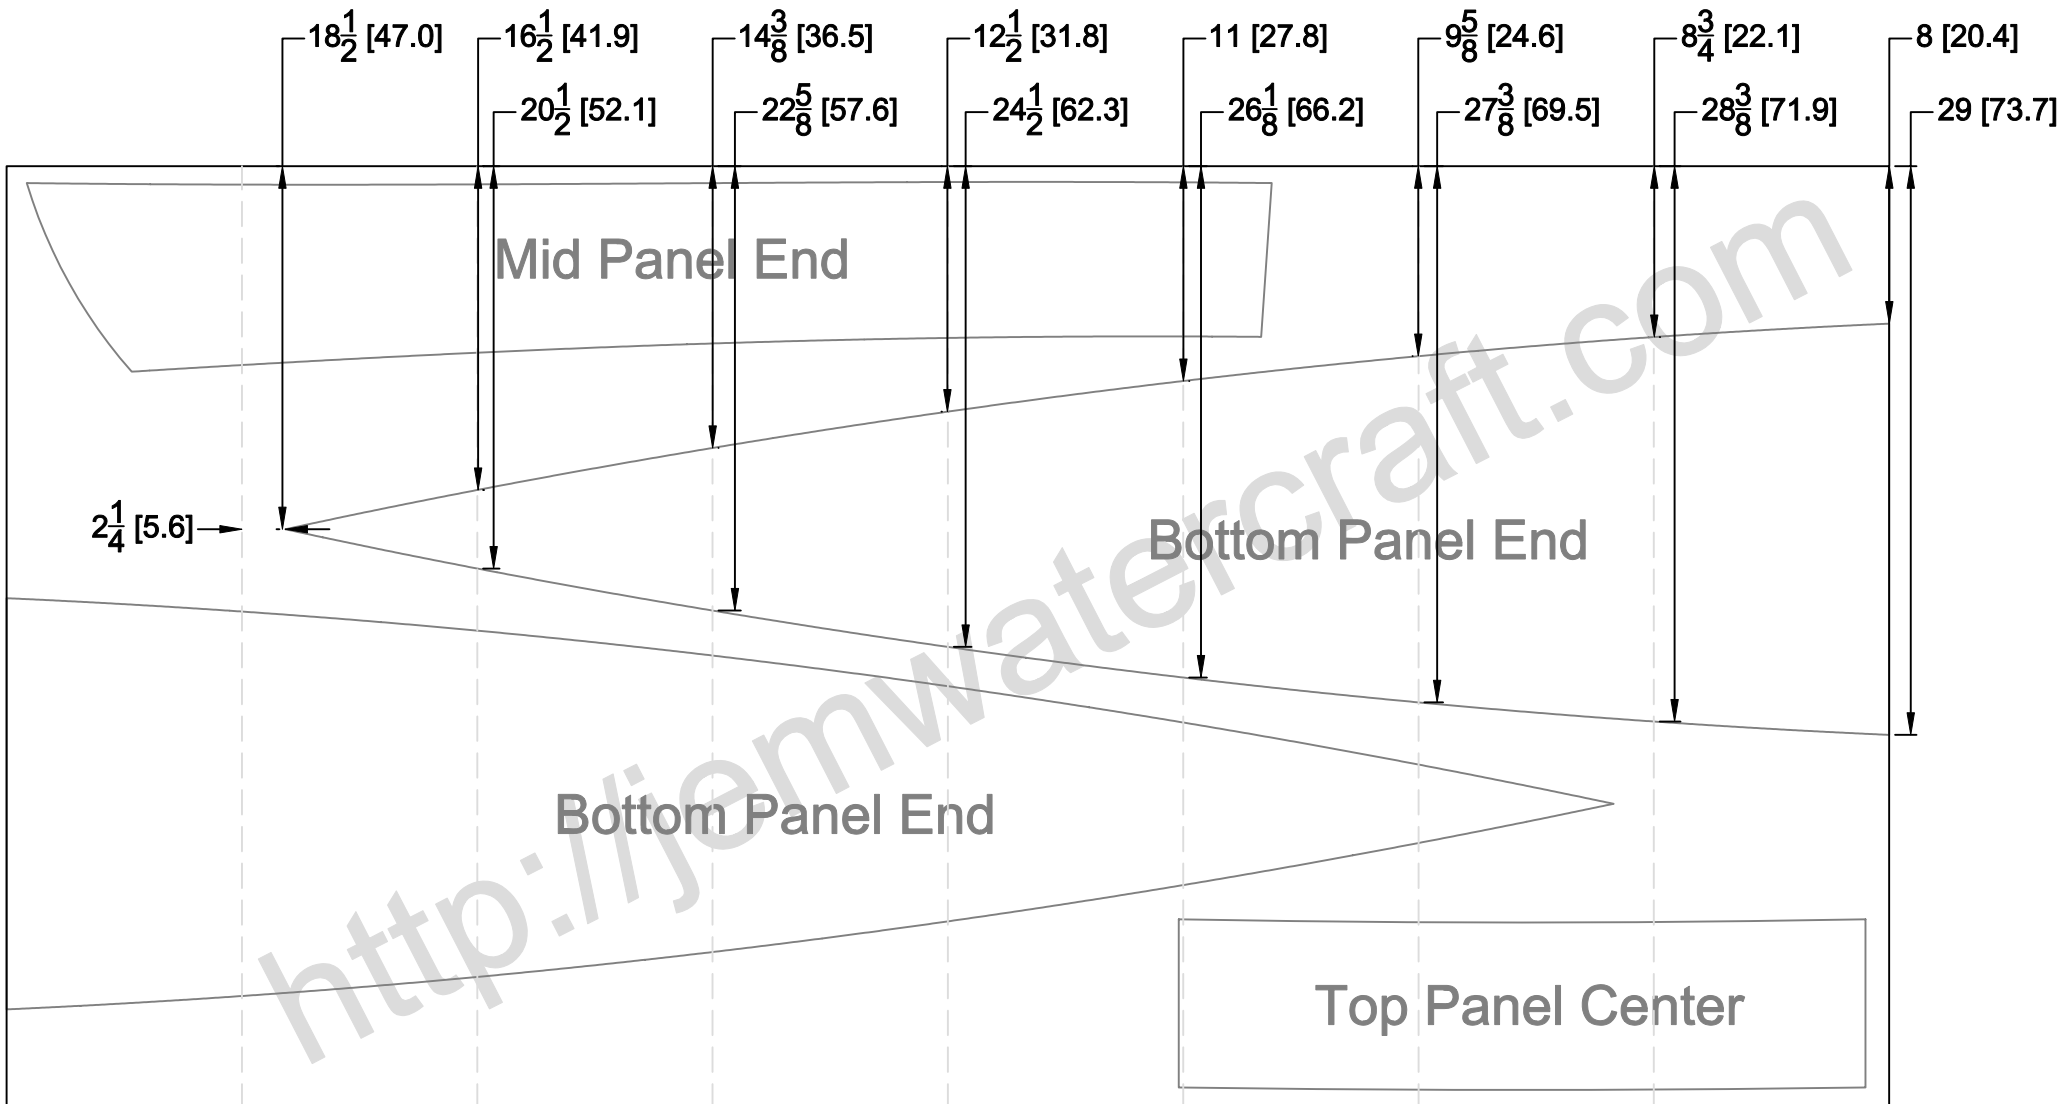 18 1/2 [47.0] 16 1/2 [41.9] 14 3/8 [36.5] 12 1/2 [31.8] 11 [27.8] 9 5/8 [24.6] 8 3/4 [22.1] 8 [20.4]
20 1/2 [52.1] 22 5/8 [57.6] 24 1/2 [62.3] 26 1/8 [66.2] 27 3/8 [69.5] 28 3/8 [71.9] 29 [73.7]
Mid Panel End
2 1/4 [5.6]
Bottom Panel End
Bottom Panel End
Top Panel Center
http://jemwatercraft.com